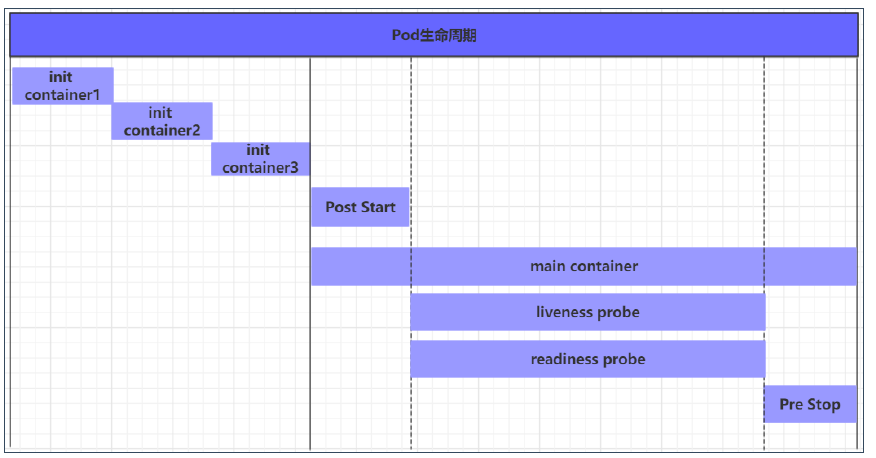 Pod生命周期
init
container1
init
container2
init
container3
Post Start
main container
liveness probe
readiness probe
Pre Stop